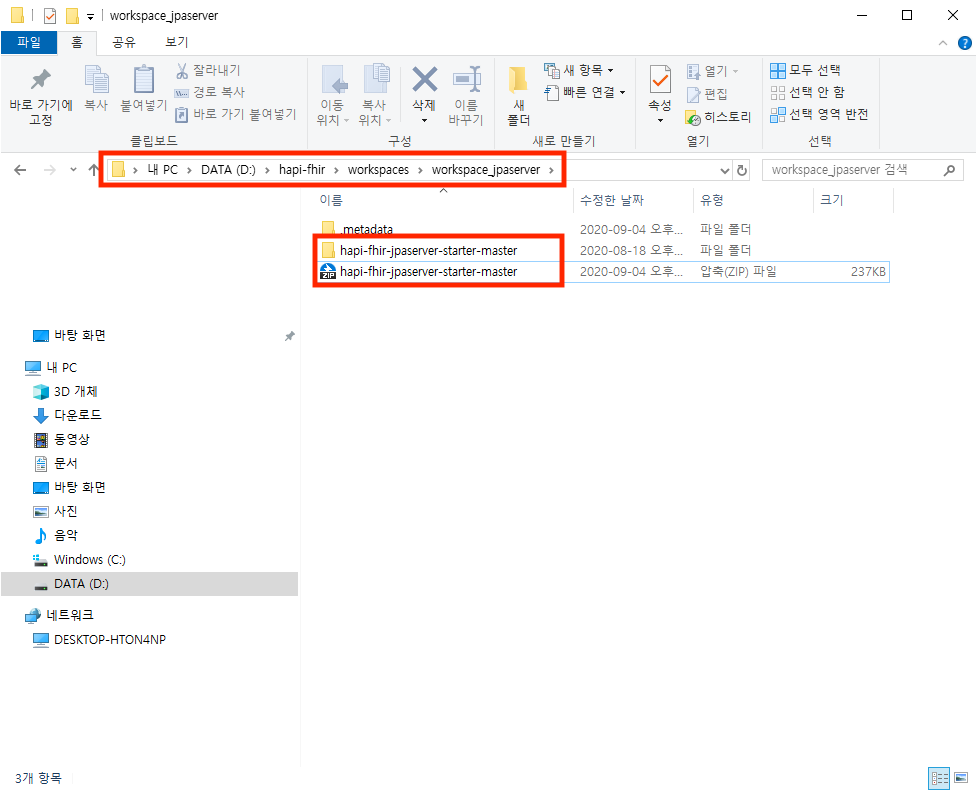 workspace_jpaserver
파일 홈 공유 보기
바로 가기에 고정
복사
붙여넣기
잘라내기
경로 복사
바로 가기 붙여넣기
클립보드
이동 위치
복사 위치
삭제
이름 바꾸기
구성
새 폴더
새 항목
빠른 연결
새로 만들기
속성
열기
편집
히스토리
열기
모두 선택
선택 안 함
선택 영역 반전
선택
내 PC > DATA (D:) > hapi-fhir > workspaces > workspace_jpaserver >
workspace_jpaserver 검색
이름 수정한 날짜 유형 크기
.metadata 2020-09-04 오후... 파일 폴더
hapi-fhir-jpaserver-starter-master 2020-08-18 오후... 파일 폴더
ZIP hapi-fhir-jpaserver-starter-master 2020-09-04 오후... 압축(ZIP) 파일 237KB
바탕 화면
내 PC
3D 개체
다운로드
동영상
문서
바탕 화면
사진
음악
Windows (C:)
DATA (D:)
네트워크
DESKTOP-HTON4NP
3개 항목